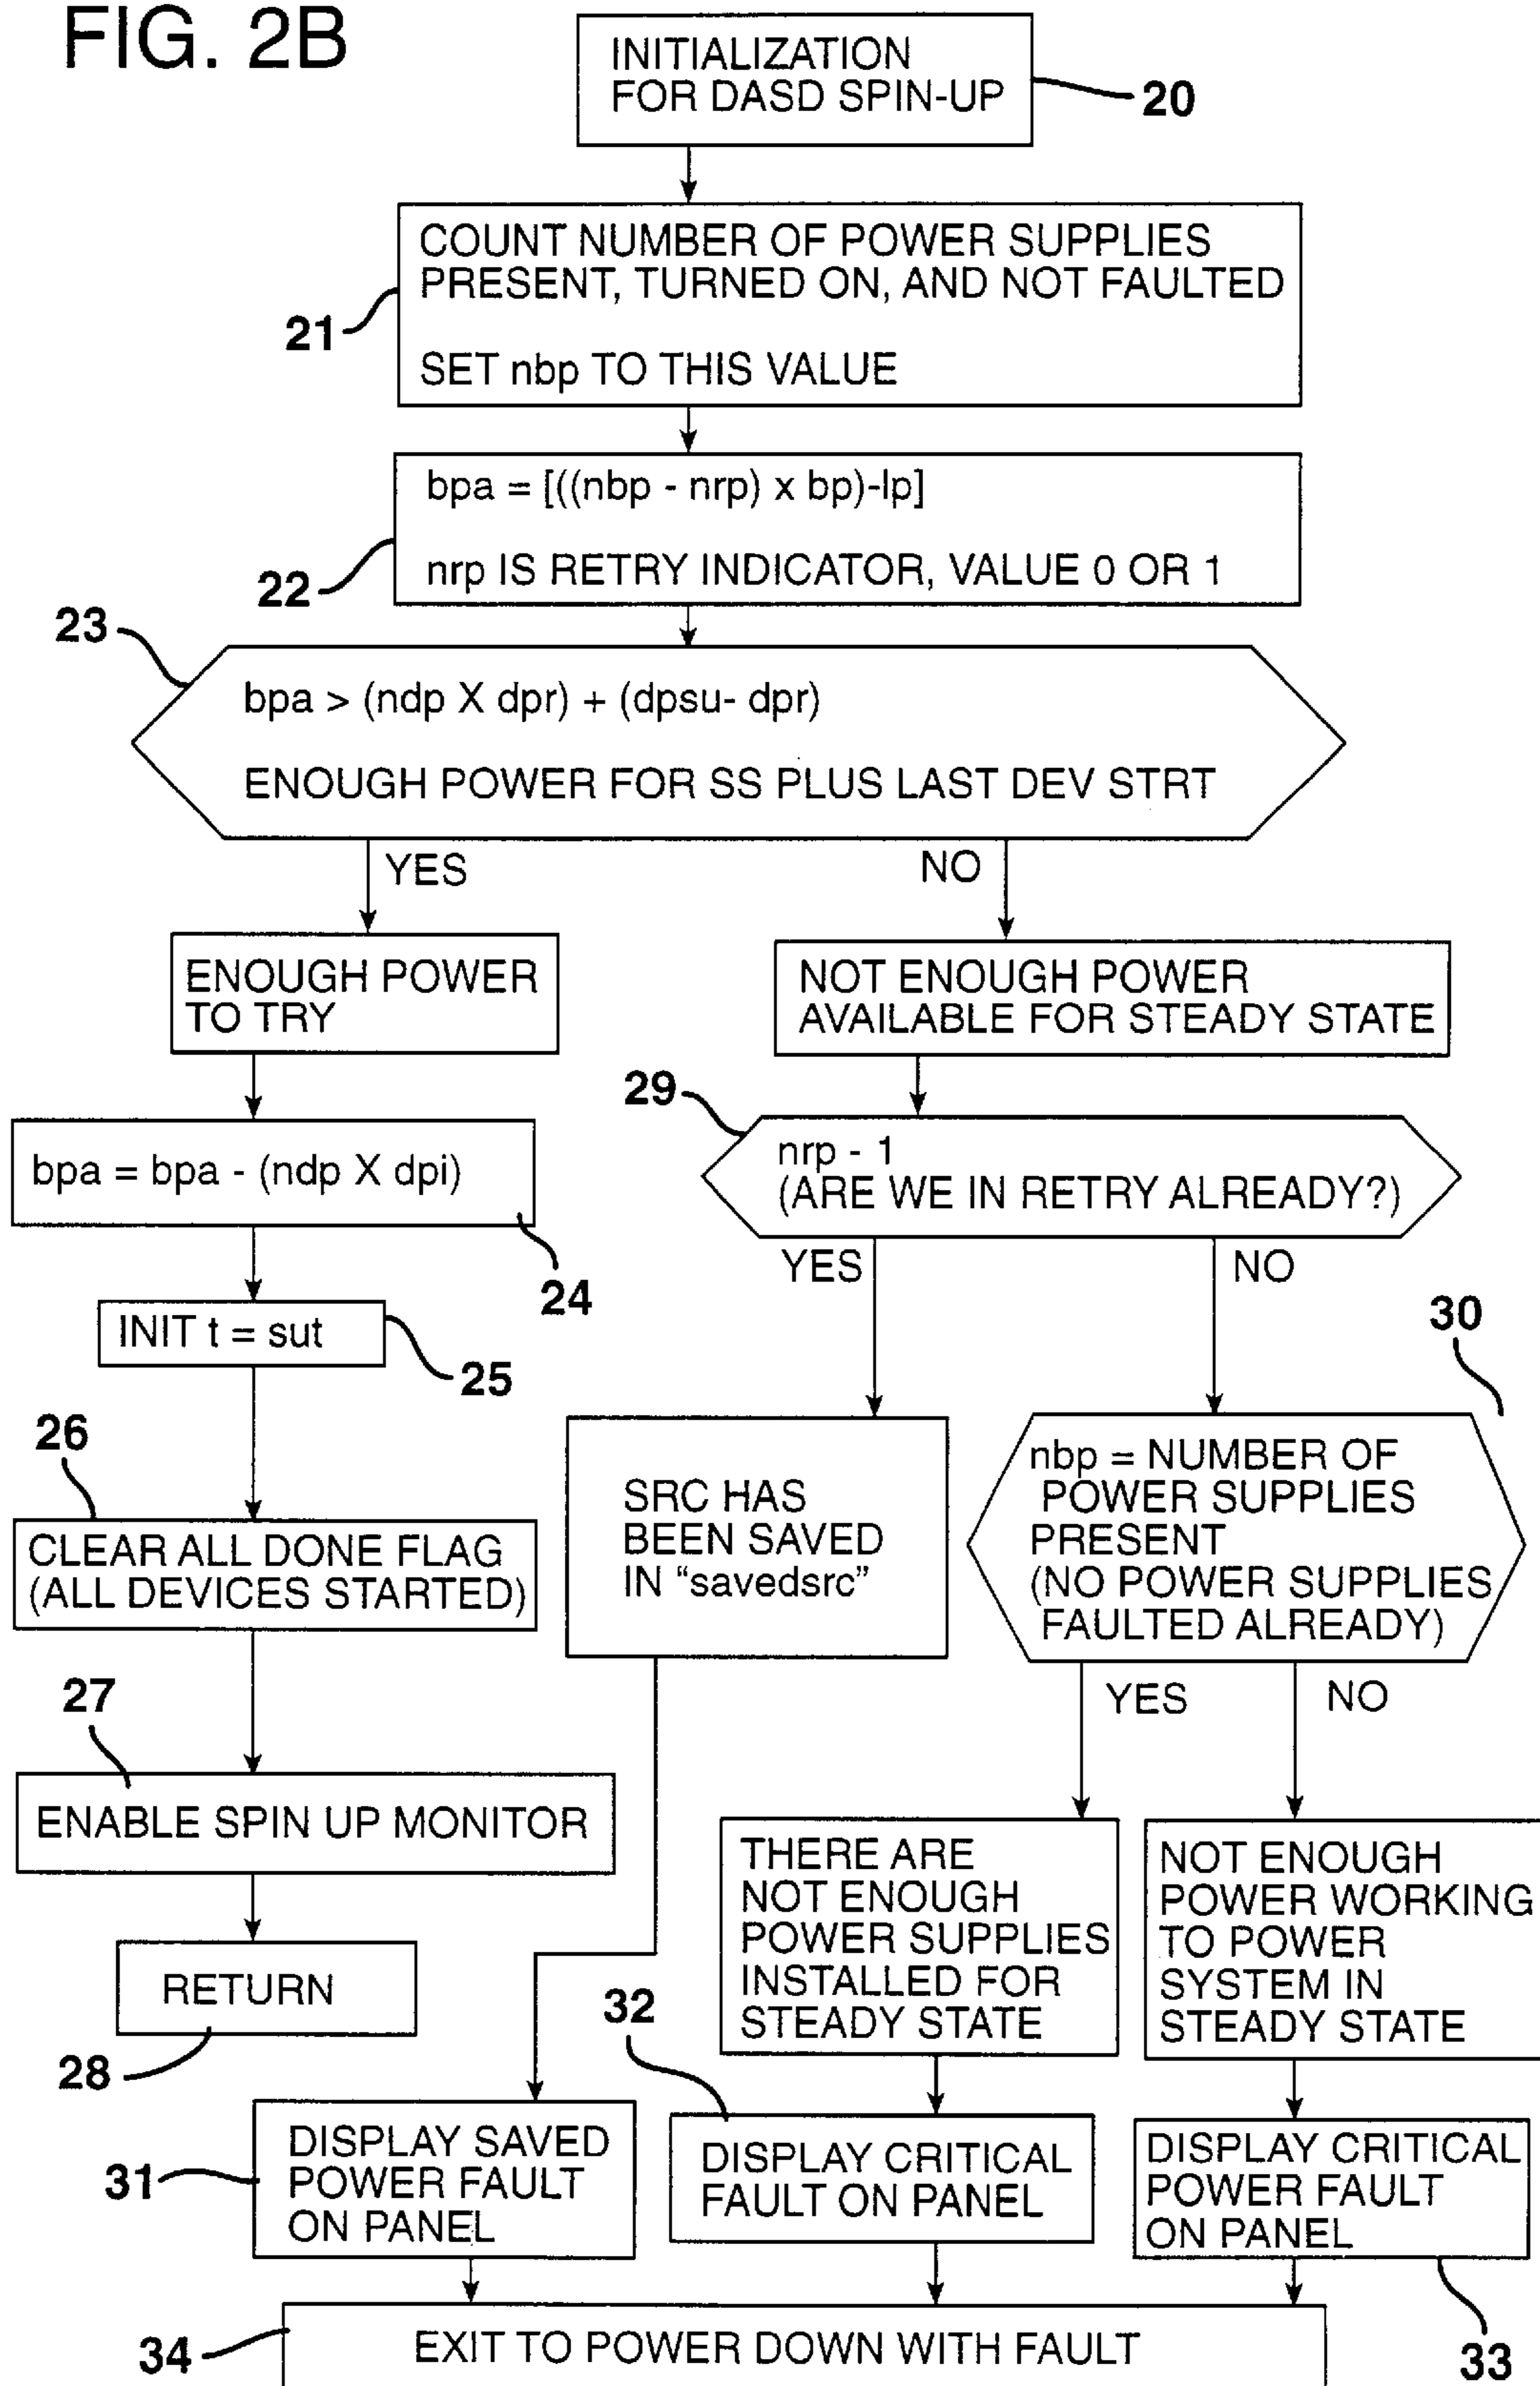 FIG. 2B
INITIALIZATION
FOR DASD SPIN-UP
20
COUNT NUMBER OF POWER SUPPLIES
PRESENT, TURNED ON, AND NOT FAULTED
SET nbp TO THIS VALUE
21
bpa = [((nbp - nrp) x bp)-lp]
nrp IS RETRY INDICATOR, VALUE 0 OR 1
22
23
bpa > (ndp X dpr) + (dpsu- dpr)
ENOUGH POWER FOR SS PLUS LAST DEV STRT
YES
NO
ENOUGH POWER
TO TRY
NOT ENOUGH POWER
AVAILABLE FOR STEADY STATE
bpa = bpa - (ndp X dpi)
24
29
nrp - 1
(ARE WE IN RETRY ALREADY?)
YES
NO
INIT t = sut
25
30
26
CLEAR ALL DONE FLAG
(ALL DEVICES STARTED)
SRC HAS
BEEN SAVED
IN “savedsrc”
nbp = NUMBER OF
POWER SUPPLIES
PRESENT
(NO POWER SUPPLIES
FAULTED ALREADY)
YES
NO
27
ENABLE SPIN UP MONITOR
RETURN
28
THERE ARE
NOT ENOUGH
POWER SUPPLIES
INSTALLED FOR
STEADY STATE
NOT ENOUGH
POWER WORKING
TO POWER
SYSTEM IN
STEADY STATE
32
31
DISPLAY SAVED
POWER FAULT
ON PANEL
DISPLAY CRITICAL
FAULT ON PANEL
DISPLAY CRITICAL
POWER FAULT
ON PANEL
33
34
EXIT TO POWER DOWN WITH FAULT